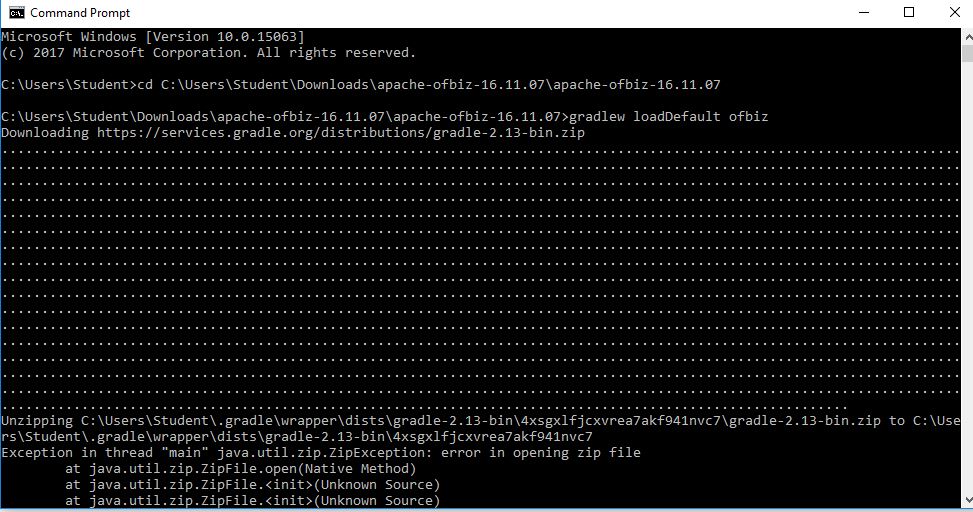 Command Prompt
Microsoft Windows [Version 10.0.15063]
(c) 2017 Microsoft Corporation. All rights reserved.
C:\Users\Student>cd C:\Users\Student\Downloads\apache-ofbiz-16.11.07\apache-ofbiz-16.11.07
C:\Users\Student\Downloads\apache-ofbiz-16.11.07\apache-ofbiz-16.11.07>gradlew loadDefault ofbiz
Downloading https://services.gradle.org/distributions/gradle-2.13-bin.zip
Unzipping C:\Users\Student\.gradle\wrapper\dists\gradle-2.13-bin\4xsgxlfjcxvrea7akf941nvc7\gradle-2.13-bin.zip to C:\Use
rs\Student\.gradle\wrapper\dists\gradle-2.13-bin\4xsgxlfjcxvrea7akf941nvc7
Exception in thread "main" java.util.zip.ZipException: error in opening zip file
at java.util.zip.ZipFile.open(Native Method)
at java.util.zip.ZipFile.<init>(Unknown Source)
at java.util.zip.ZipFile.<init>(Unknown Source)